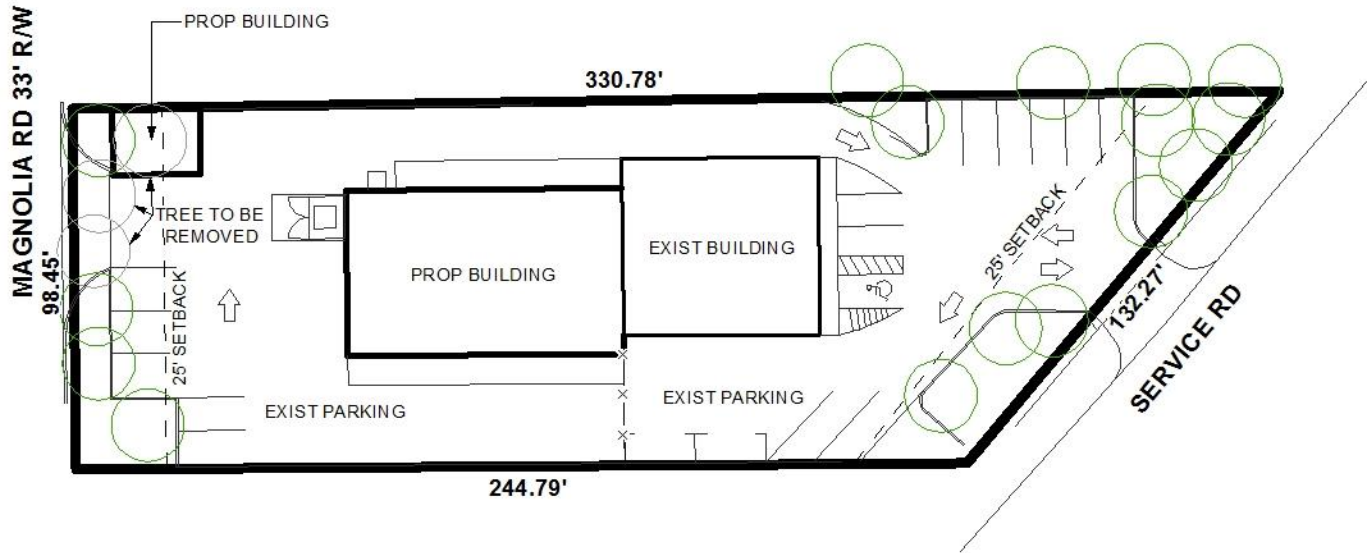 MAGNOLIA RD 33' R/W
98.45'
PROP BUILDING
330.78'
TREE TO BE
REMOVED
25' SETBACK
PROP BUILDING
EXIST BUILDING
25' SETBACK
EXIST PARKING
EXIST PARKING
132.27'
SERVICE RD
244.79'